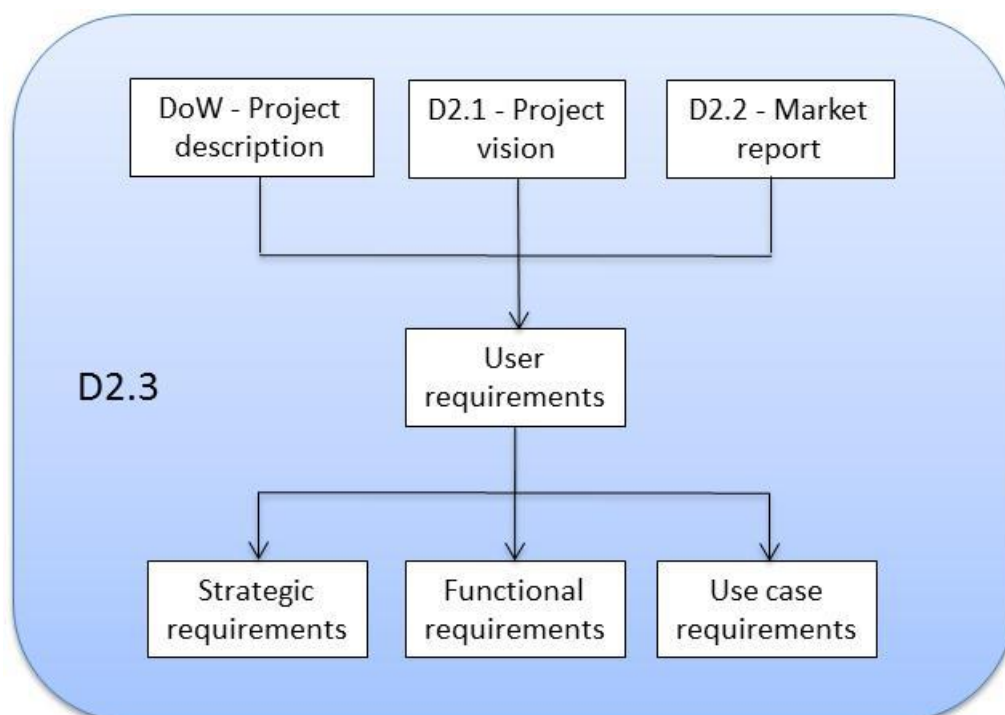 DoW - Project
description
D2.1 - Project
vision
D2.2 - Market
report
User
requirements
D2.3
Strategic
requirements
Functional
requirements
Use case
requirements